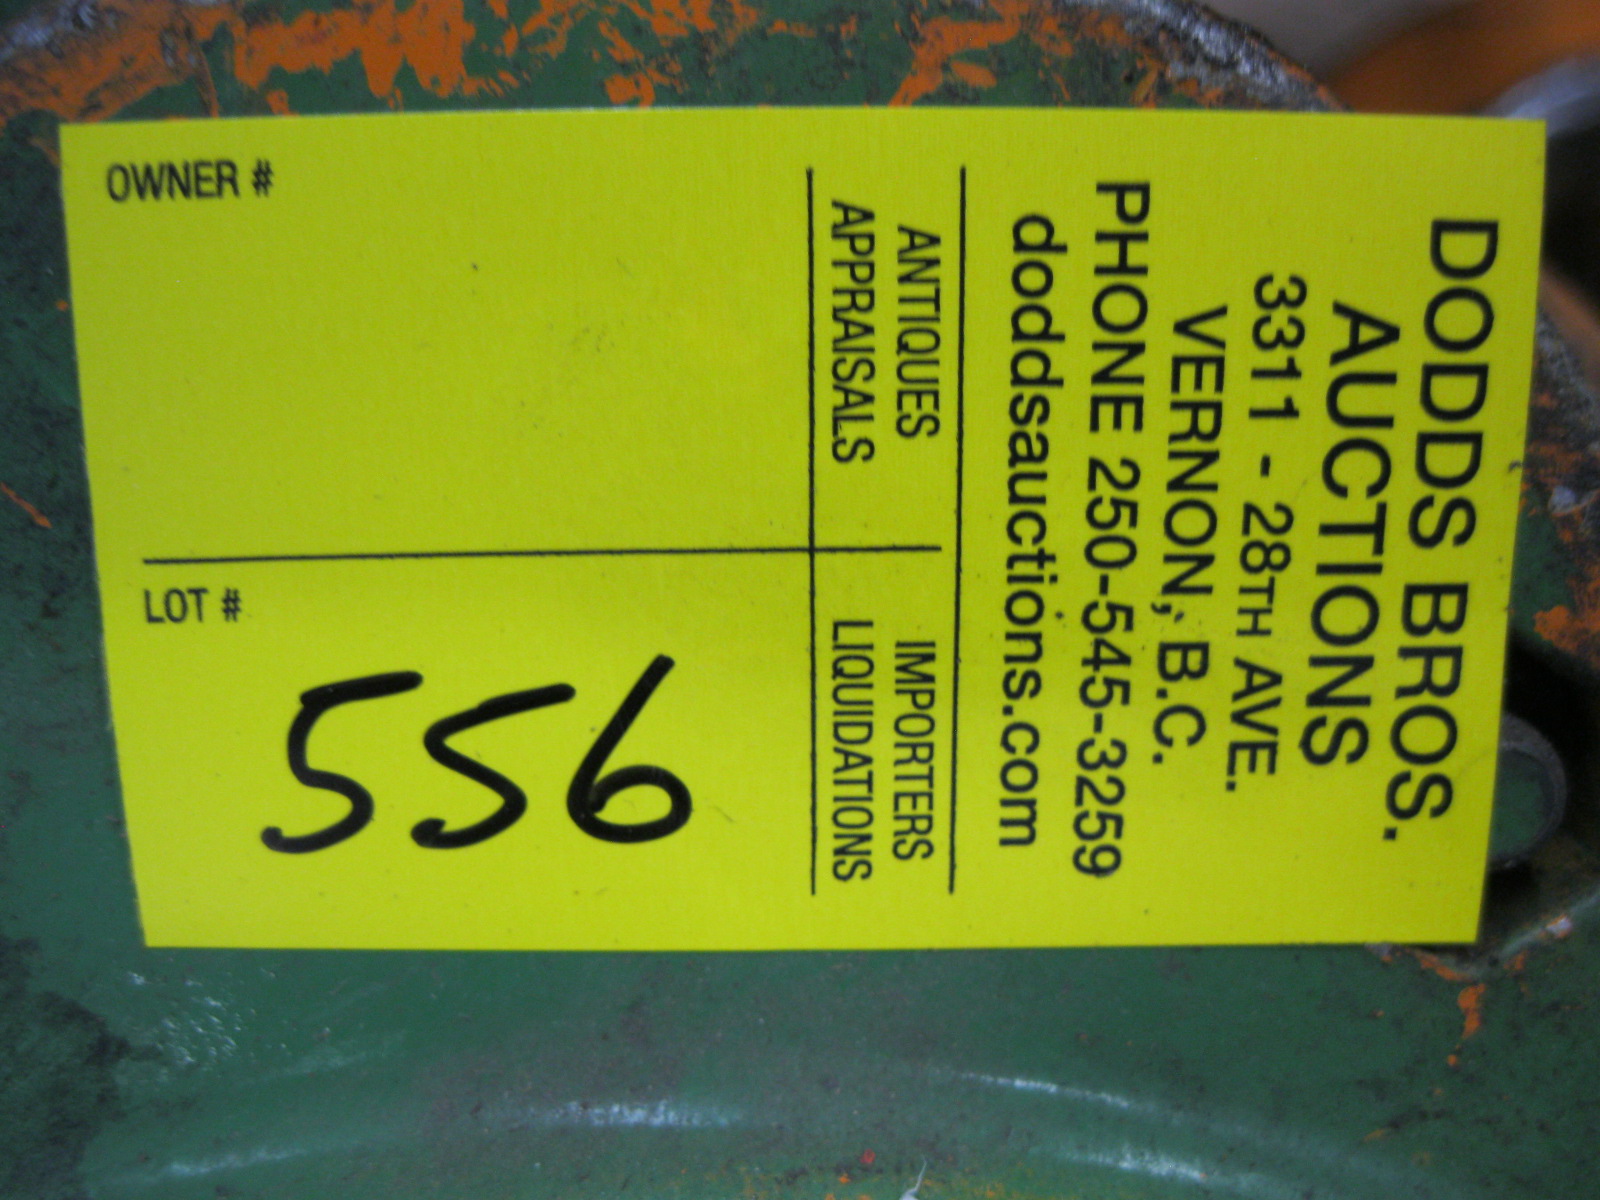 DODDS BROS.
AUCTIONS
3311 - 28TH AVE.
VERNON, B.C.
PHONE 250-545-3259
doddsauctions.com
ANTIQUES IMPORTERS
APPRAISALS LIQUIDATIONS
OWNER #
LOT #
556